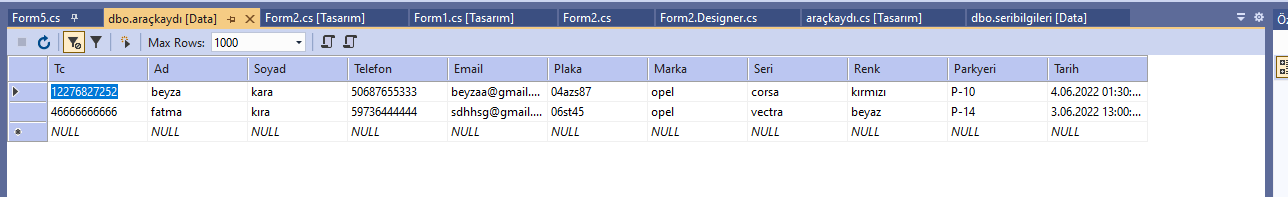 Form5.cs dbo.araçkaydı [Data] Form2.cs [Tasarım] Form1.cs [Tasarım] Form2.cs Form2.Designer.cs araçkaydı.cs [Tasarım] dbo.seribilgileri [Data] Öz
Max Rows: 1000
Tc Ad Soyad Telefon Email Plaka Marka Seri Renk Parkyeri Tarih
12276827252 beyza kara 50687655333 beyzaa@gmail.... 04azs87 opel corsa kırmızı P-10 4.06.2022 01:30:...
46666666666 fatma kıra 59736444444 sdhhsg@gmail.... 06st45 opel vectra beyaz P-14 3.06.2022 13:00:...
NULL NULL NULL NULL NULL NULL NULL NULL NULL NULL NULL